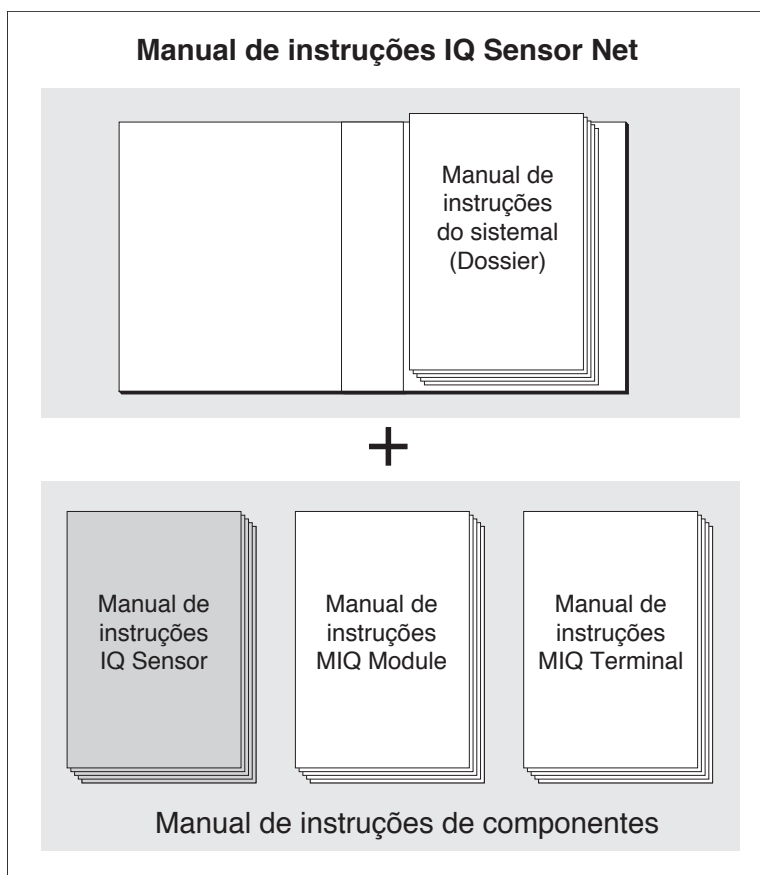 Manual de instruções IQ Sensor Net
Manual de
instruções
do sistemal
(Dossier)
+
Manual de
instruções
IQ Sensor
Manual de
instruções
MIQ Module
Manual de
instruções
MIQ Terminal
Manual de instruções de componentes